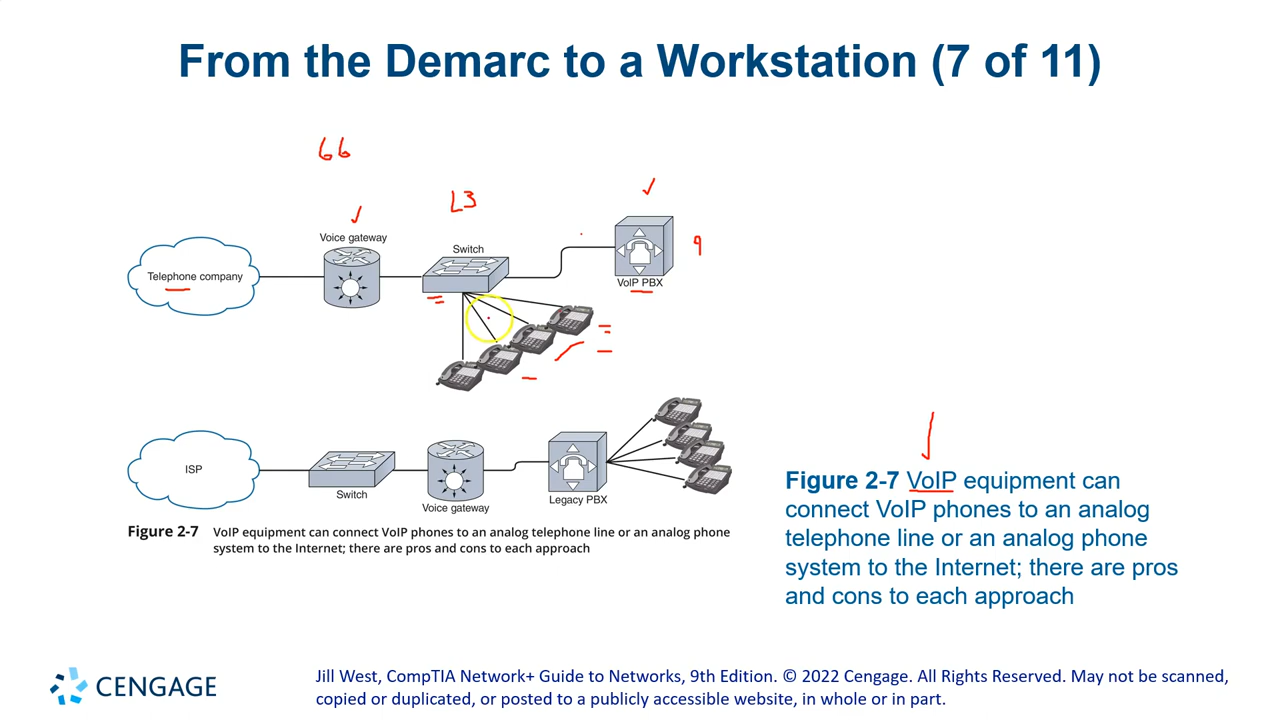 From the Demarc to a Workstation (7 of 11)
66
L3
Voice gateway
Switch
9
Telephone company
VoIP PBX
ISP
Switch
Voice gateway
Legacy PBX
Figure 2-7 VoIP equipment can connect VoIP phones to an analog telephone line or an analog phone
system to the Internet; there are pros and cons to each approach
Figure 2-7 VoIP equipment can
connect VoIP phones to an analog
telephone line or an analog phone
system to the Internet; there are pros
and cons to each approach
CENGAGE
Jill West, CompTIA Network+ Guide to Networks, 9th Edition. © 2022 Cengage. All Rights Reserved. May not be scanned,
copied or duplicated, or posted to a publicly accessible website, in whole or in part.